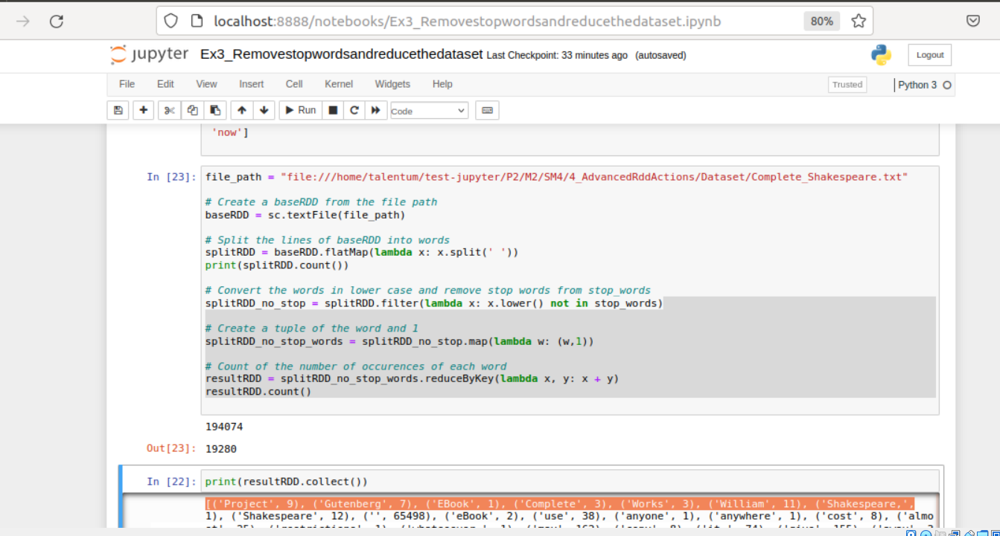 localhost:8888/notebooks/Ex3_Removestopwordsandreducethedataset.ipynb 80%
jupyter Ex3_Removestopwordsandreducethedataset Last Checkpoint: 33 minutes ago (autosaved) Logout
File Edit View Insert Cell Kernel Widgets Help Trusted Python 3
Run Code
'now']
In [23]: file_path = "file:///home/talentum/test-jupyter/P2/M2/SM4/4_AdvancedRddActions/Dataset/Complete_Shakespeare.txt"
# Create a baseRDD from the file path
baseRDD = sc.textFile(file_path)
# Split the lines of baseRDD into words
splitRDD = baseRDD.flatMap(lambda x: x.split(' '))
print(splitRDD.count())
# Convert the words in lower case and remove stop words from stop_words
splitRDD_no_stop = splitRDD.filter(lambda x: x.lower() not in stop_words)
# Create a tuple of the word and 1
splitRDD_no_stop_words = splitRDD_no_stop.map(lambda w: (w,1))
# Count of the number of occurences of each word
resultRDD = splitRDD_no_stop_words.reduceByKey(lambda x, y: x + y)
resultRDD.count()
194074
Out[23]: 19280
In [22]: print(resultRDD.collect())
[('Project', 9), ('Gutenberg', 7), ('EBook', 1), ('Complete', 3), ('Works', 3), ('William', 11), ('Shakespeare,',
1), ('Shakespeare', 12), ('', 65498), ('eBook', 2), ('use', 38), ('anyone', 1), ('anywhere', 1), ('cost', 8), ('almo